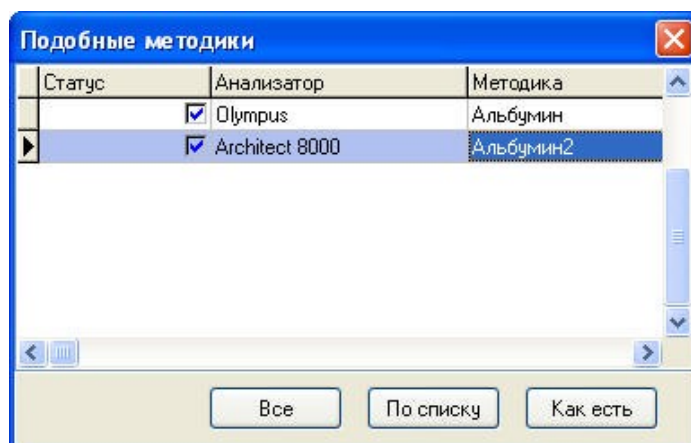 Подобные методики
Статус Анализатор Методика
Olympus Альбумин
Architect 8000 Альбумин2
Все По списку Как есть